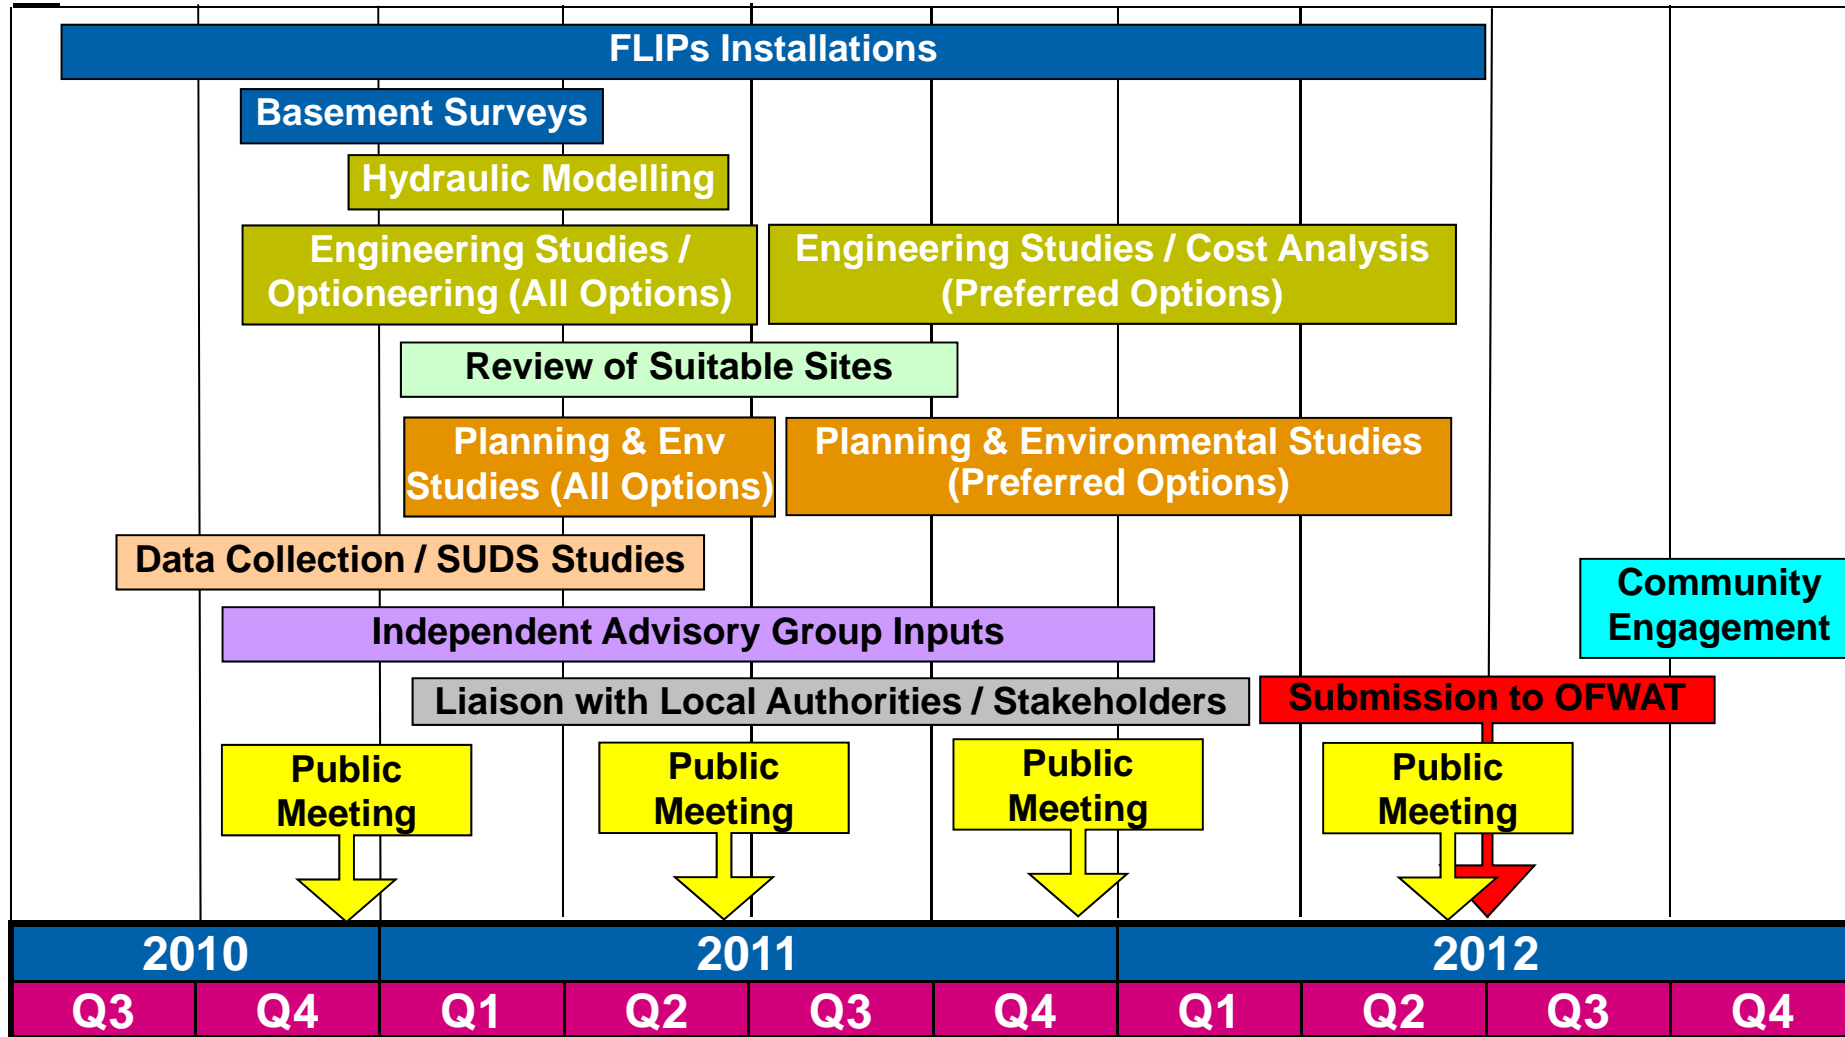 FLIPs Installations
Basement Surveys
Hydraulic Modelling
Engineering Studies /
Optioneering (All Options)
Engineering Studies / Cost Analysis
(Preferred Options)
Review of Suitable Sites
Planning & Env
Studies (All Options)
Planning & Environmental Studies
(Preferred Options)
Data Collection / SUDS Studies
Community
Engagement
Independent Advisory Group Inputs
Liaison with Local Authorities / Stakeholders
Submission to OFWAT
Public
Meeting
Public
Meeting
Public
Meeting
Public
Meeting
2010 2011 2012
Q3 Q4 Q1 Q2 Q3 Q4 Q1 Q2 Q3 Q4